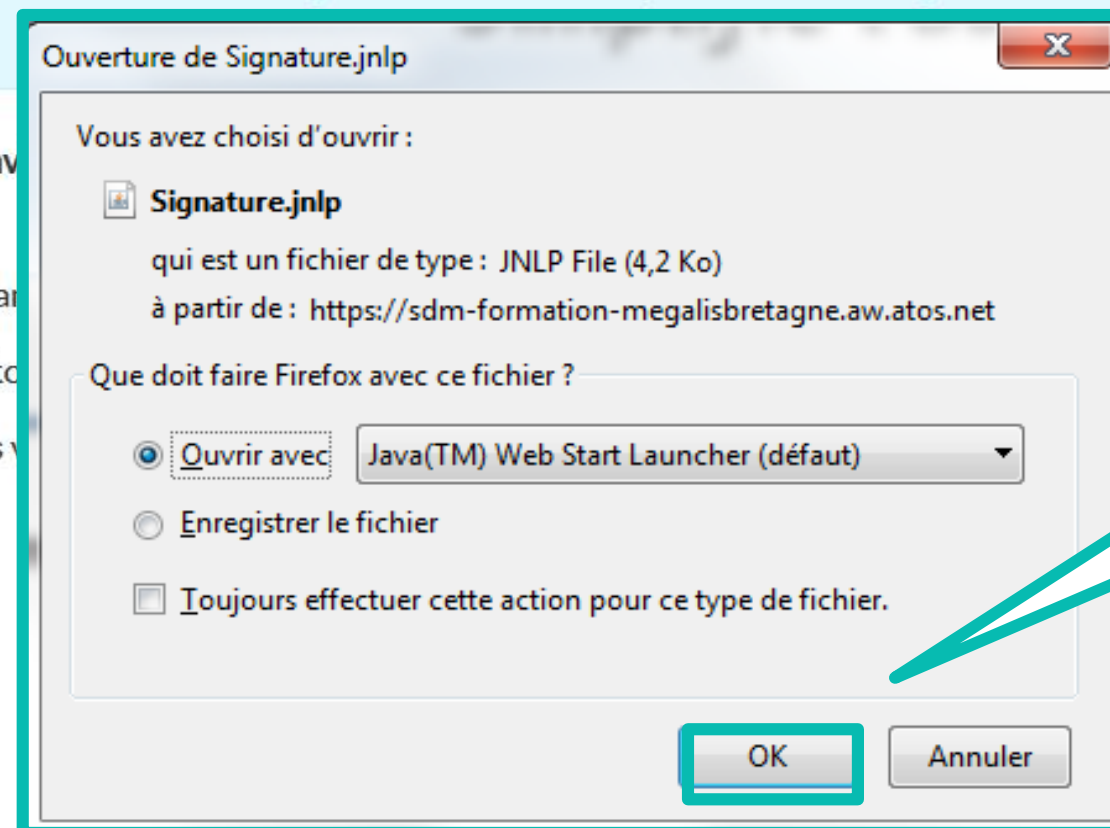 Ouverture de Signature.jnlp
Vous avez choisi d'ouvrir :
Signature.jnlp
qui est un fichier de type : JNLP File (4,2 Ko)
à partir de : https://sdm-formation-megalisbretagne.aw.atos.net
Que doit faire Firefox avec ce fichier ?
Ouvrir avec Java(TM) Web Start Launcher (défaut)
Enregistrer le fichier
Toujours effectuer cette action pour ce type de fichier.
OK Annuler